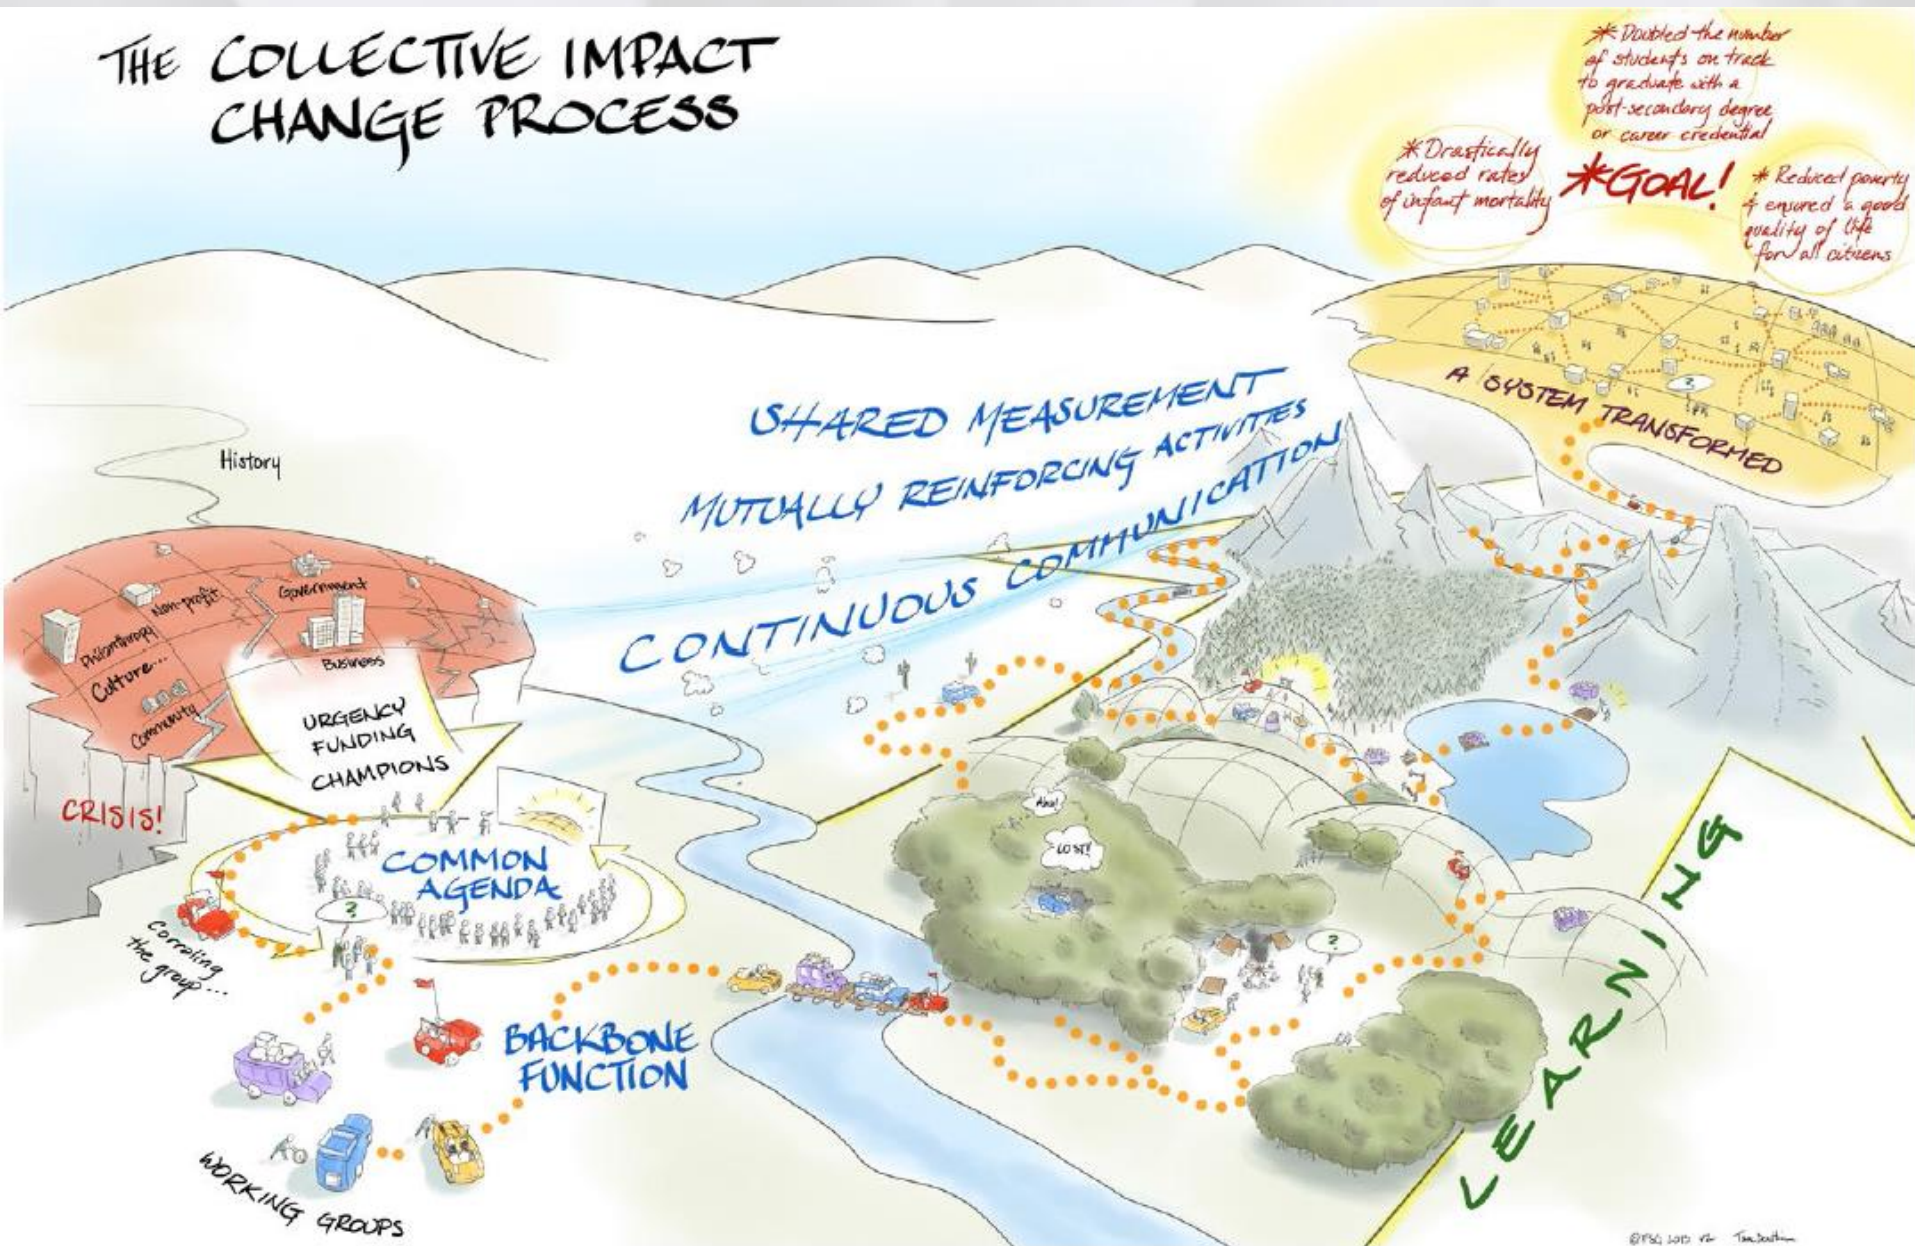 THE COLLECTIVE IMPACT
CHANGE PROCESS
* Doubled the number
of students on track
to graduate with a
post-secondary degree
or career credential
* Drastically
reduced rates
of infant mortality
*GOAL!
* Reduced poverty
& ensured a good
quality of life
for all citizens
A SYSTEM TRANSFORMED
?
SHARED MEASUREMENT
MUTUALLY REINFORCING ACTIVITIES
CONTINUOUS COMMUNICATION
History
Non-profit
Government
Philanthropy
Business
Culture...
Community
URGENCY
FUNDING
CHAMPIONS
CRISIS!
COMMON
AGENDA
?
Corraling
the group...
Aha!
LOST!
?
BACKBONE
FUNCTION
WORKING GROUPS
LEARNING
©FSG